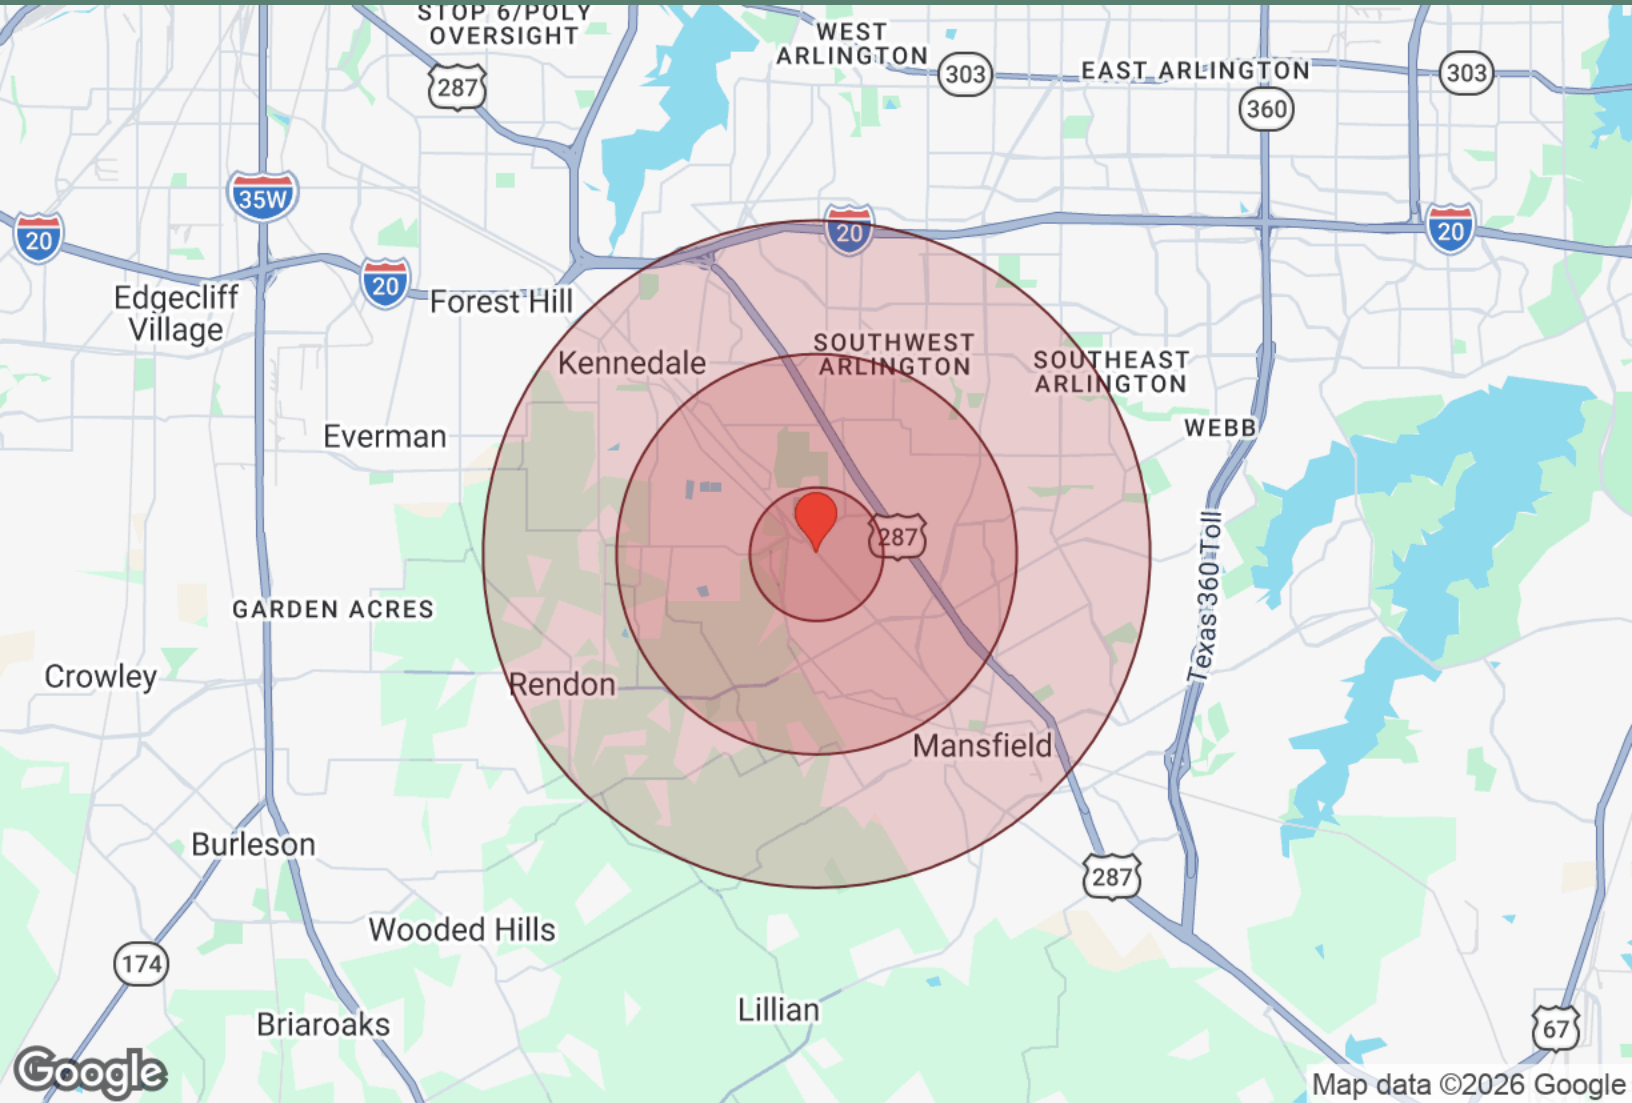 STOP 6/POLY
OVERSIGHT
WEST
ARLINGTON
303
EAST ARLINGTON
303
287
360
35W
20
20
20
20
Edgecliff
Village
Forest Hill
SOUTHWEST
ARLINGTON
Kennedale
SOUTHEAST
ARLINGTON
WEBB
Everman
287
Texas 360 Toll
GARDEN ACRES
Crowley
Rendon
Mansfield
Burleson
287
Wooded Hills
174
Lillian
Briaroaks
67
Google
Map data ©2026 Google